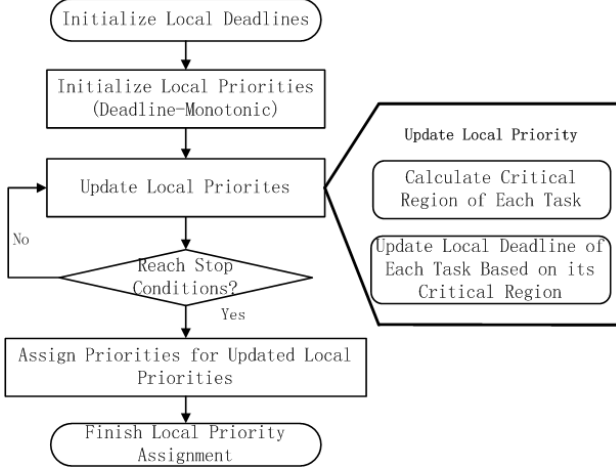 Initialize Local Deadlines
Initialize Local Priorities
(Deadline-Monotonic)
Update Local Priorites
No
Reach Stop
Conditions?
Yes
Assign Priorities for Updated Local
Priorities
Finish Local Priority
Assignment
Update Local Priority
Calculate Critical
Region of Each Task
Update Local Deadline of
Each Task Based on its
Critical Region